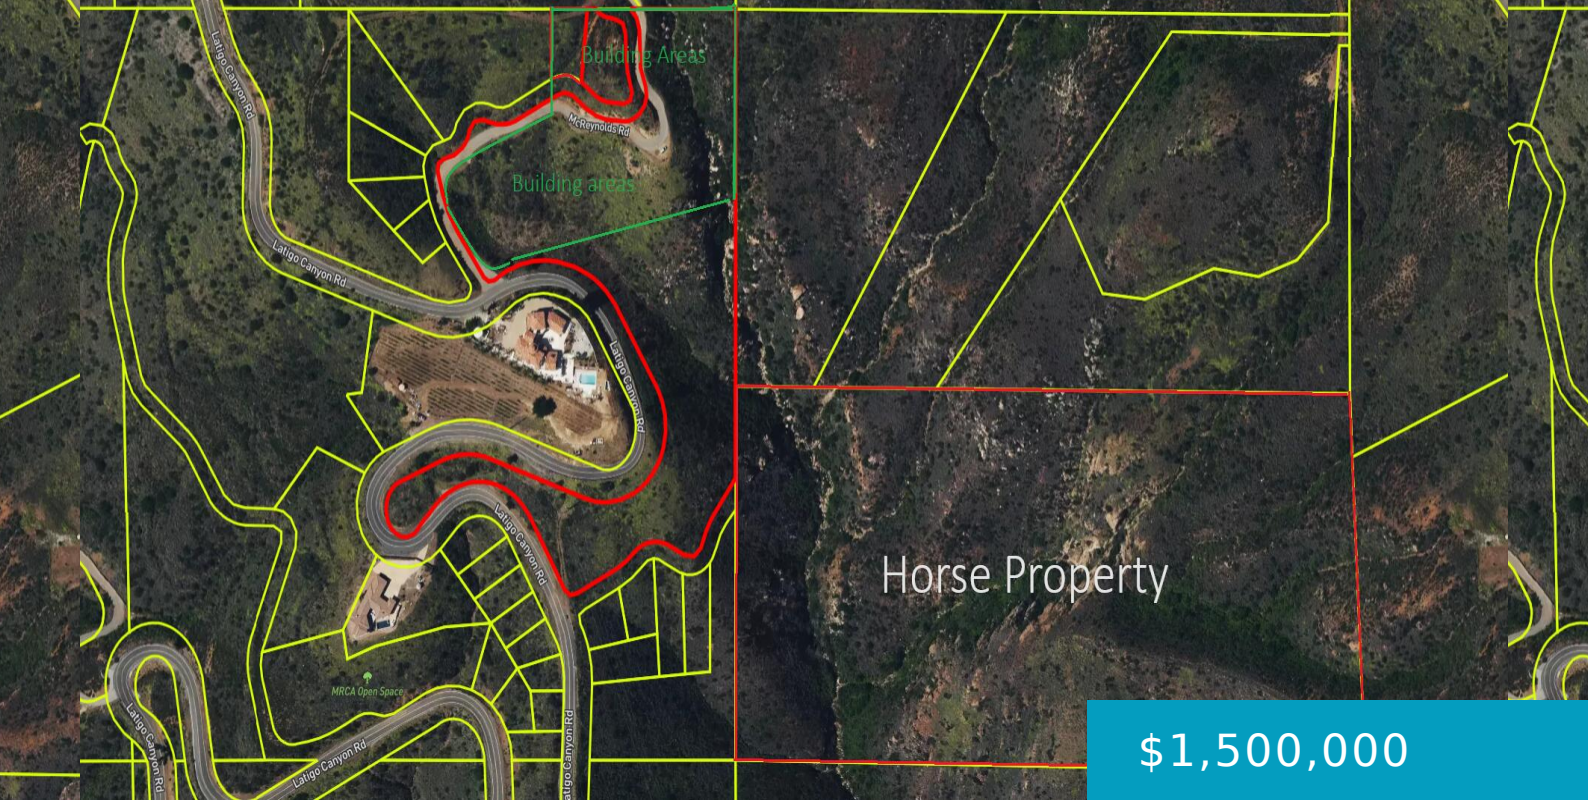 Latigo Canyon Rd
Building Areas
McReynolds Rd
Building areas
Latigo Canyon Rd
Latigo Canyon Rd
Latigo Canyon Rd
Horse Property
MRCA Open Space
Latigo Canyon Rd
Latigo Canyon Rd
atigo Canyon Rd
$1,500,000